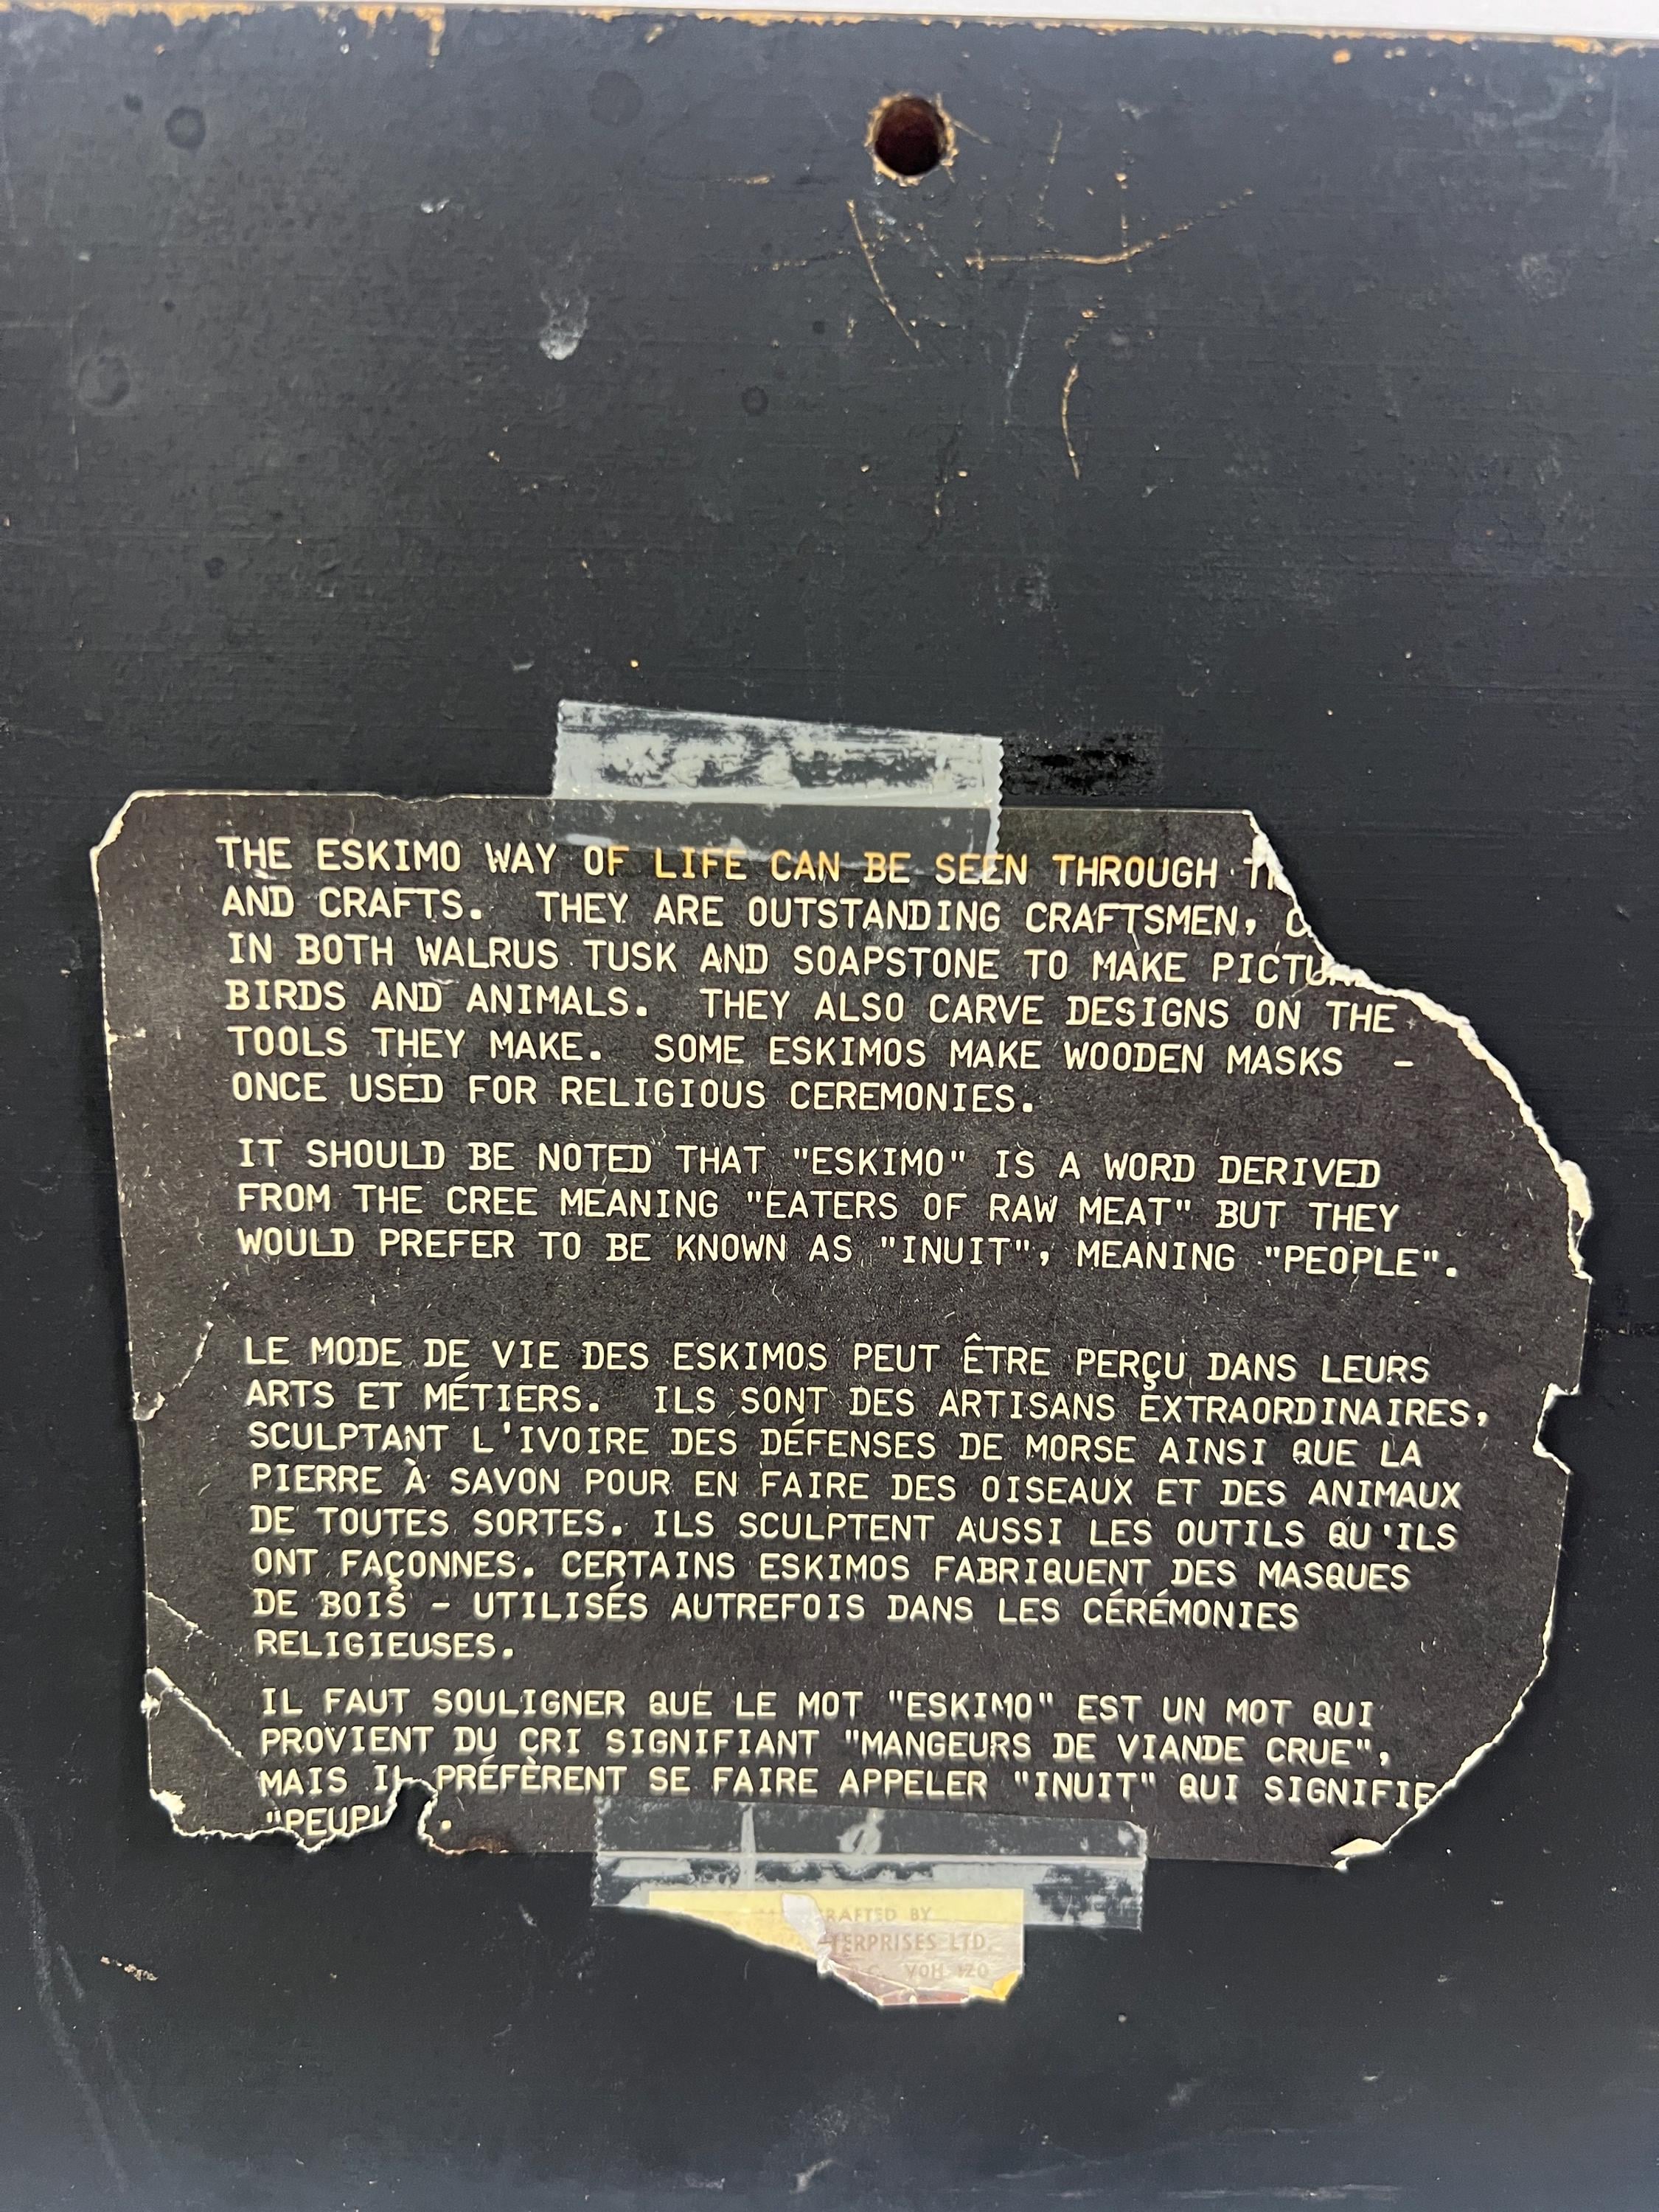 THE ESKIMO WAY OF LIFE CAN BE SEEN THROUGH
AND CRAFTS. THEY ARE OUTSTANDING CRAFTSMEN,
IN BOTH WALRUS TUSK AND SOAPSTONE TO MAKE
BIRDS AND ANIMALS. THEY ALSO CARVE DESIGNS ON THE
TOOLS THEY MAKE. SOME ESKIMOS MAKE WOODEN MASKS -
ONCE USED FOR RELIGIOUS CEREMONIES.
IT SHOULD BE NOTED THAT "ESKIMO" IS A WORD DERIVED
FROM THE CREE MEANING "EATERS OF RAW MEAT" BUT THEY
WOULD PREFER TO BE KNOWN AS "INUIT", MEANING "PEOPLE".
LE MODE DE VIE DES ESKIMOS PEUT ÊTRE PERÇU DANS LEURS
ARTS ET MÉTIERS. ILS SONT DES ARTISANS EXTRAORDINAIRES,
SCULPTANT L'IVOIRE DES DÉFENSES DE MORSE AINSI QUE LA
PIERRE À SAVON POUR EN FAIRE DES OISEAUX ET DES ANIMAUX
DE TOUTES SORTES. ILS SCULPTENT AUSSI LES OUTILS QU'ILS
ONT FAÇONNES. CERTAINS ESKIMOS FABRIQUENT DES MASQUES
DE BOIS - UTILISÉS AUTREFOIS DANS LES CÉRÉMONIES
RELIGIEUSES.
IL FAUT SOULIGNER QUE LE MOT "ESKIMO" EST UN MOT QUI
PROVIENT DU CRI SIGNIFIANT "MANGEURS DE VIANDE CRUE",
MAIS IL PRÉFÈRENT SE FAIRE APPELER "INUIT" QUI SIGNIFIE
"PEUPL .
RAFTED BY
TERPRISES LTD.
V0H 1Z0